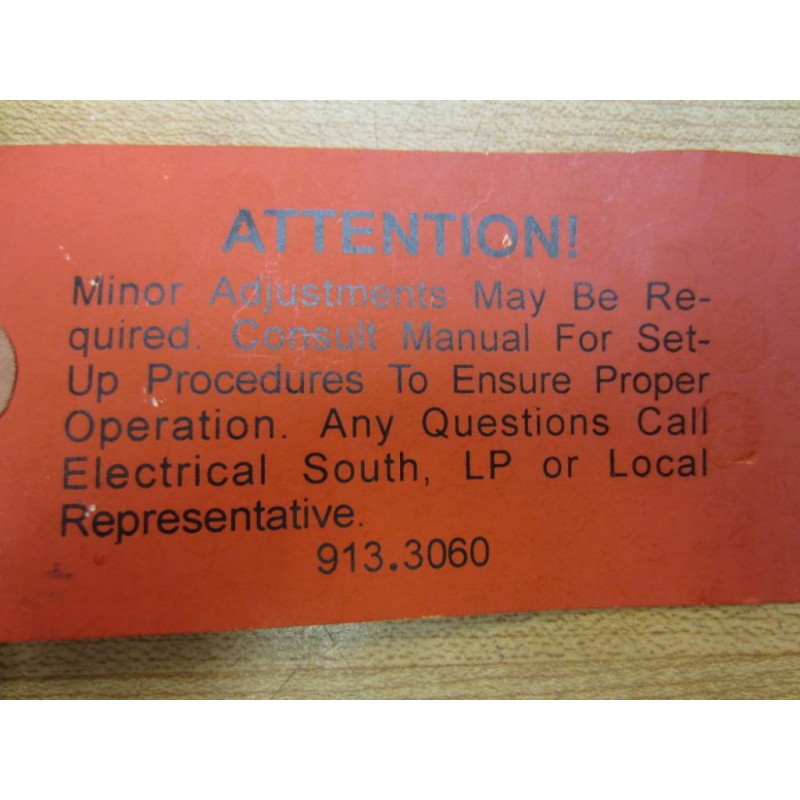 ATTENTION!
Minor Adjustments May Be Re-
quired. Consult Manual For Set-
Up Procedures To Ensure Proper
Operation. Any Questions Call
Electrical South, LP or Local
Representative.
913.3060